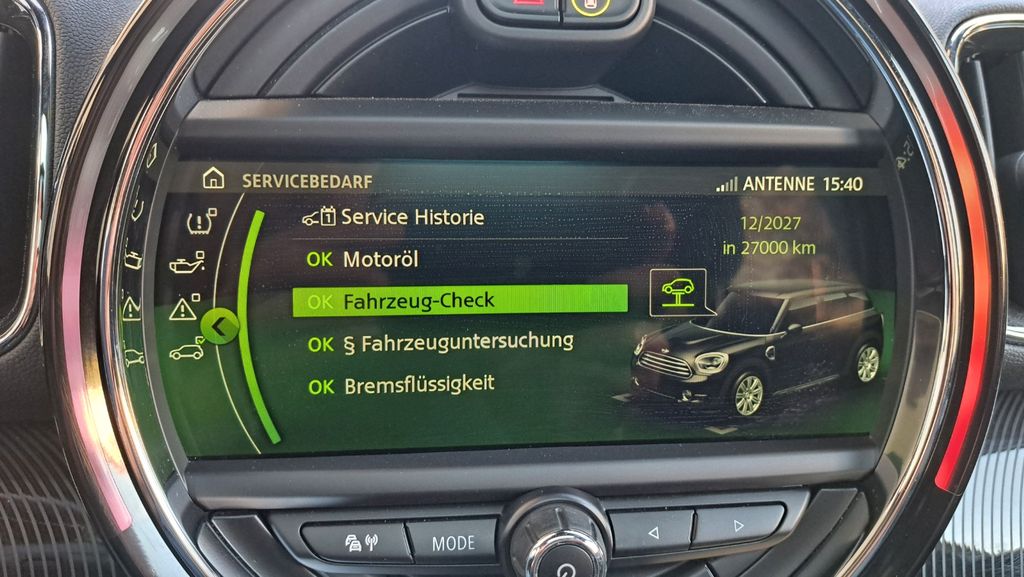 SERVICEBEDARF
ANTENNE 15:40
1 Service Historie
12/2027
in 27000 km
OK Motoröl
OK Fahrzeug-Check
OK § Fahrzeuguntersuchung
OK Bremsflüssigkeit
MODE